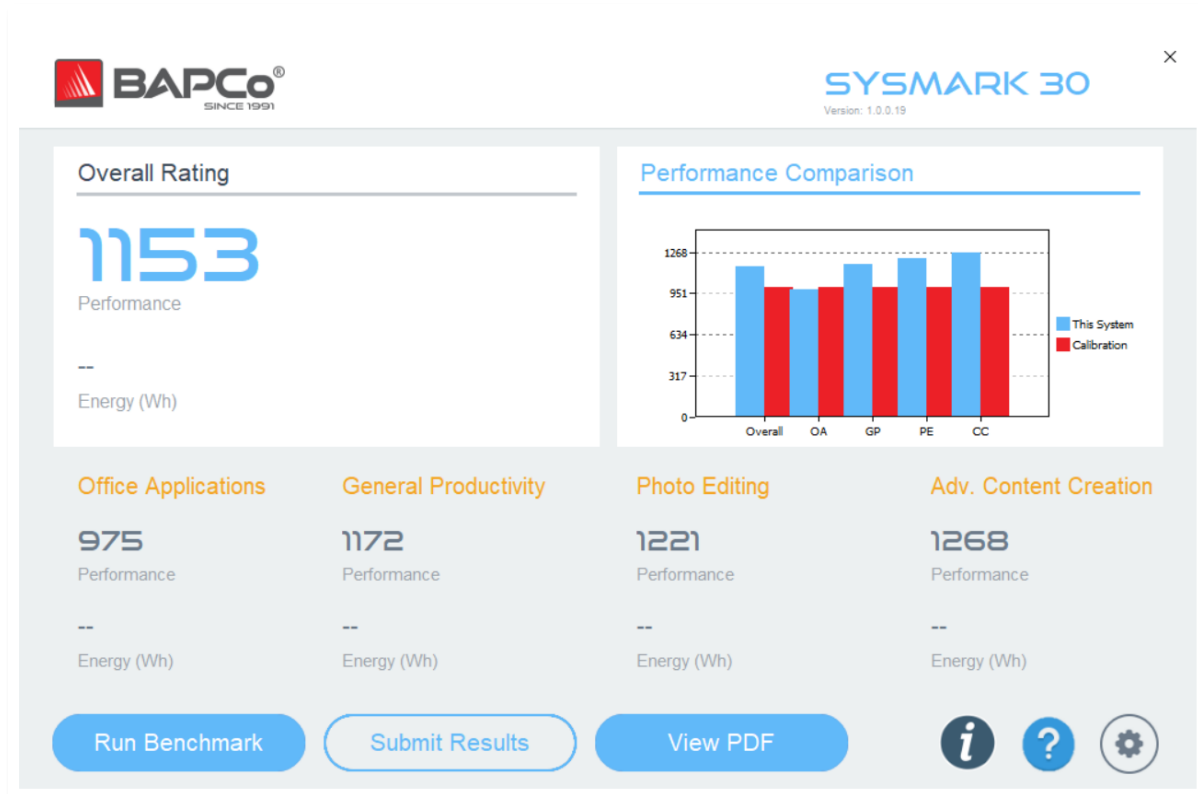 BAPCo®
SINCE 1991
SYSMARK 30
Version: 1.0.0.19
Overall Rating
1153
Performance
--
Energy (Wh)
Performance Comparison
1268
951
634
317
0
Overall OA GP PE CC
This System
Calibration
Office Applications
975
Performance
--
Energy (Wh)
General Productivity
1172
Performance
--
Energy (Wh)
Photo Editing
1221
Performance
--
Energy (Wh)
Adv. Content Creation
1268
Performance
--
Energy (Wh)
Run Benchmark
Submit Results
View PDF
i
?